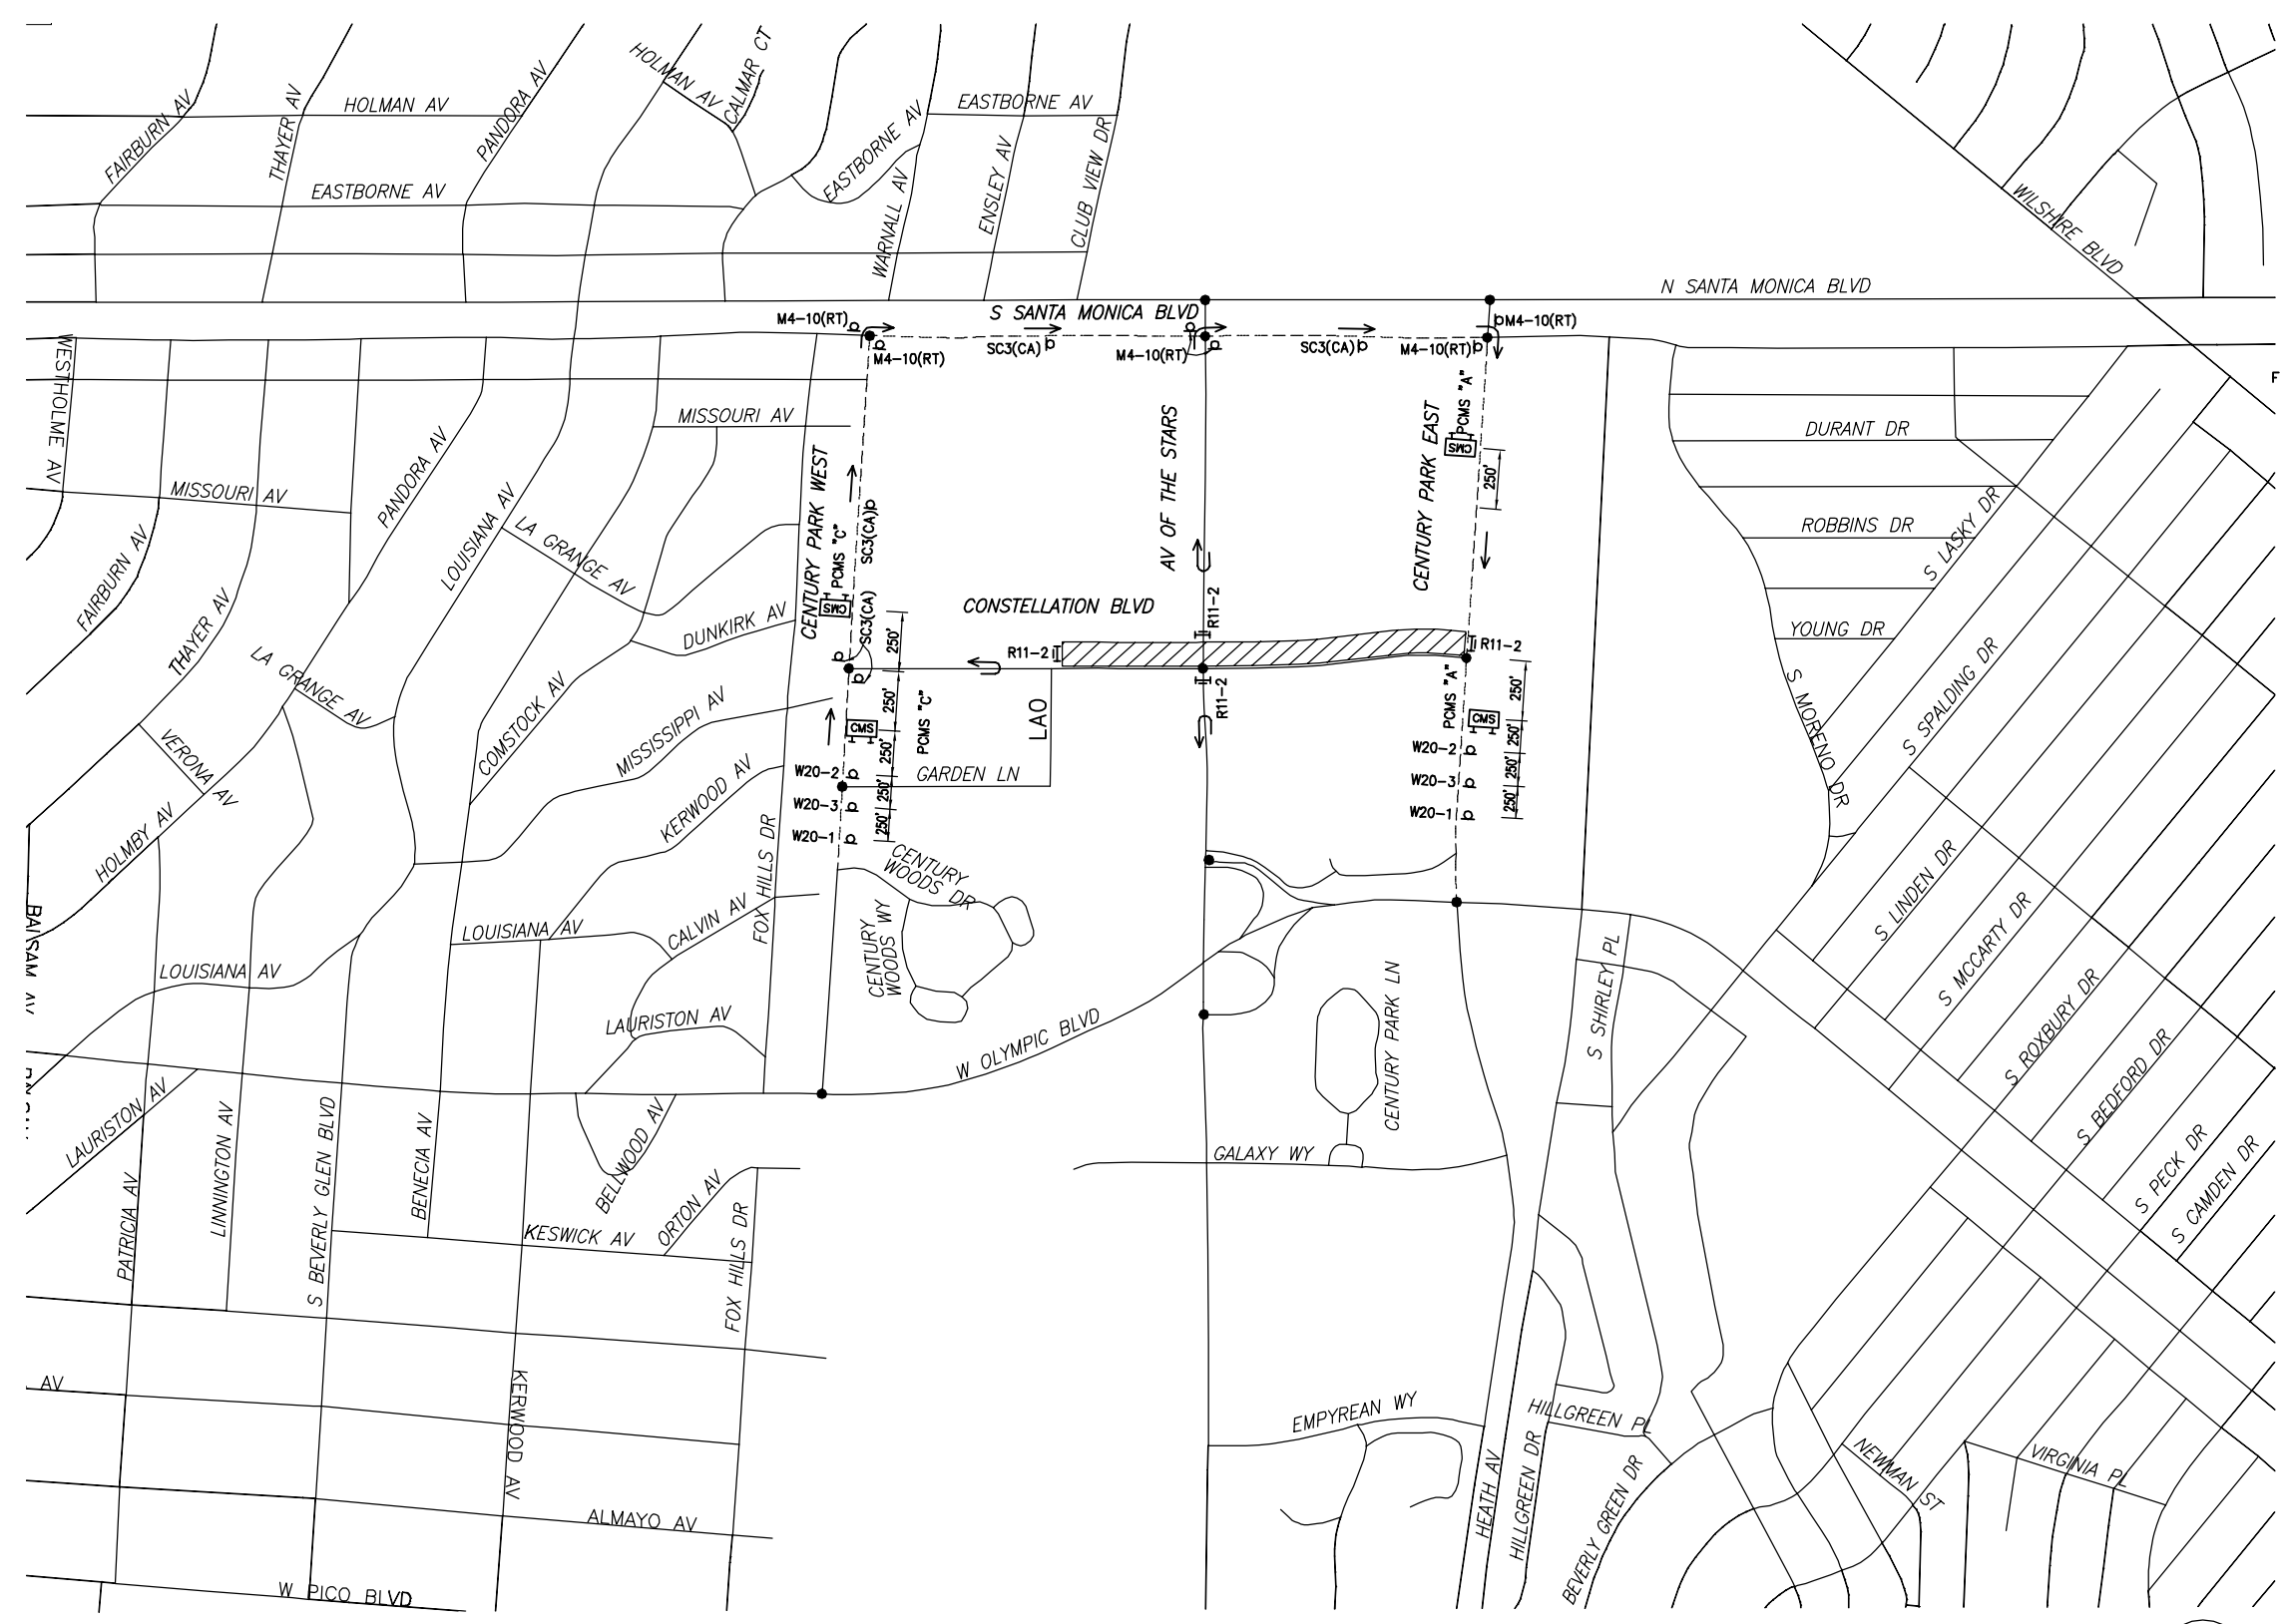 HOLMAN AV
CALMAR CT
FAIRBURN AV
THAYER AV
HOLMAN AV
PANDORA AV
EASTBORNE AV
EASTBORNE AV
EASTBORNE AV
WARNALL AV
ENSLEY AV
CLUB VIEW DR
WILSHIRE BLVD
N SANTA MONICA BLVD
S SANTA MONICA BLVD
M4-10(RT)
M4-10(RT)
SC3(CA)
M4-10(RT)
SC3(CA)
M4-10(RT)
M4-10(RT)
F
WESTHOLME AV
MISSOURI AV
PANDORA AV
LOUISIANA AV
MISSOURI AV
LA GRANGE AV
CENTURY PARK WEST
PCMS "C"
SC3(CA)
AV OF THE STARS
CENTURY PARK EAST
PCMS "A"
CMS
250'
DURANT DR
ROBBINS DR
S LASKY DR
YOUNG DR
FAIRBURN AV
THAYER AV
LA GRANGE AV
DUNKIRK AV
CMS
SC3(CA)
250'
CONSTELLATION BLVD
R11-2
R11-2
R11-2
R11-2
VERONA AV
HOLMBY AV
COMSTOCK AV
MISSISSIPPI AV
KERWOOD AV
FOX HILLS DR
250'
CMS
PCMS "C"
250'
W20-2
250'
W20-3
250'
W20-1
LAO
GARDEN LN
PCMS "A"
250'
CMS
W20-2
250'
W20-3
250'
W20-1
250'
S MORENO DR
S SPALDING DR
S LINDEN DR
S MCCARTY DR
S ROXBURY DR
S BEDFORD DR
S PECK DR
S CAMDEN DR
CENTURY
WOODS DR
CENTURY
WOODS WY
BALSAM AV
LOUISIANA AV
LOUISIANA AV
CALVIN AV
LAURISTON AV
W OLYMPIC BLVD
CENTURY PARK LN
S SHIRLEY PL
LAURISTON AV
PATRICIA AV
LINNINGTON AV
S BEVERLY GLEN BLVD
BENECIA AV
BELLWOOD AV
ORTON AV
KESWICK AV
FOX HILLS DR
GALAXY WY
AV
KERWOOD AV
ALMAYO AV
W PICO BLVD
EMPYREAN WY
HEATH AV
HILLGREEN DR
HILLGREEN PL
BEVERLY GREEN DR
NEWMAN ST
VIRGINIA PL